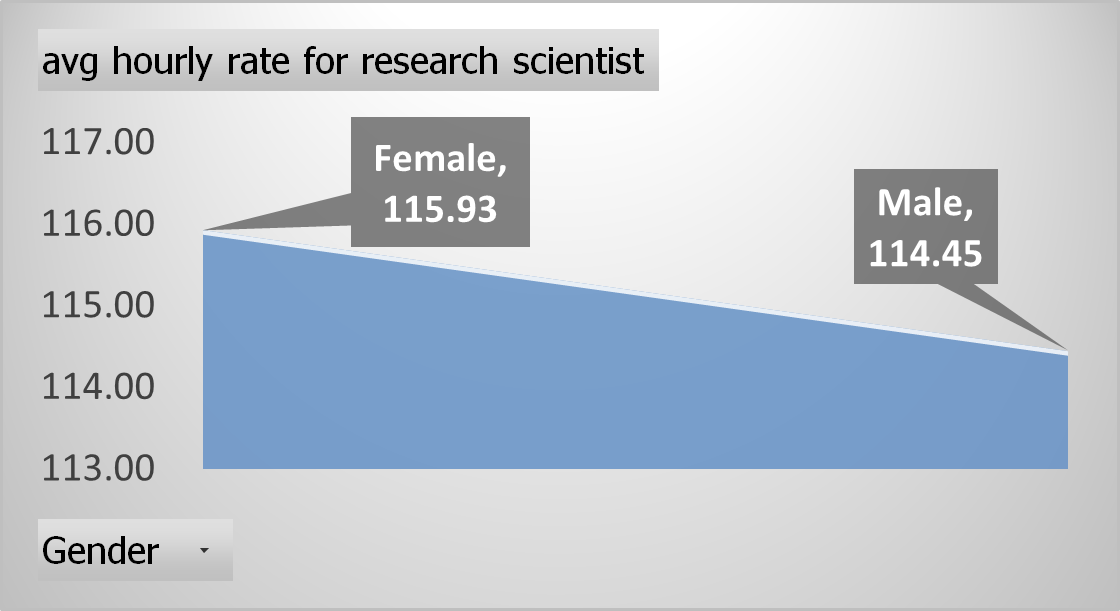 avg hourly rate for research scientist
117.00
116.00
115.00
114.00
113.00
Female,
115.93
Male,
114.45
Gender